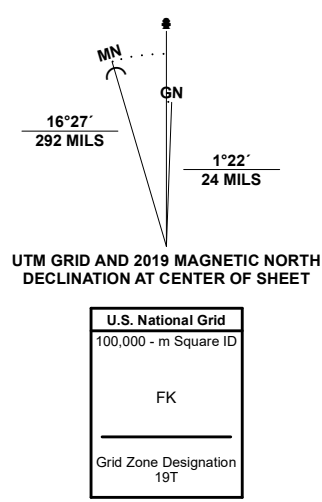 MN
GN
16°27´
292 MILS
1°22´
24 MILS
UTM GRID AND 2019 MAGNETIC NORTH
DECLINATION AT CENTER OF SHEET
U.S. National Grid
100,000 - m Square ID
FK
Grid Zone Designation
19T